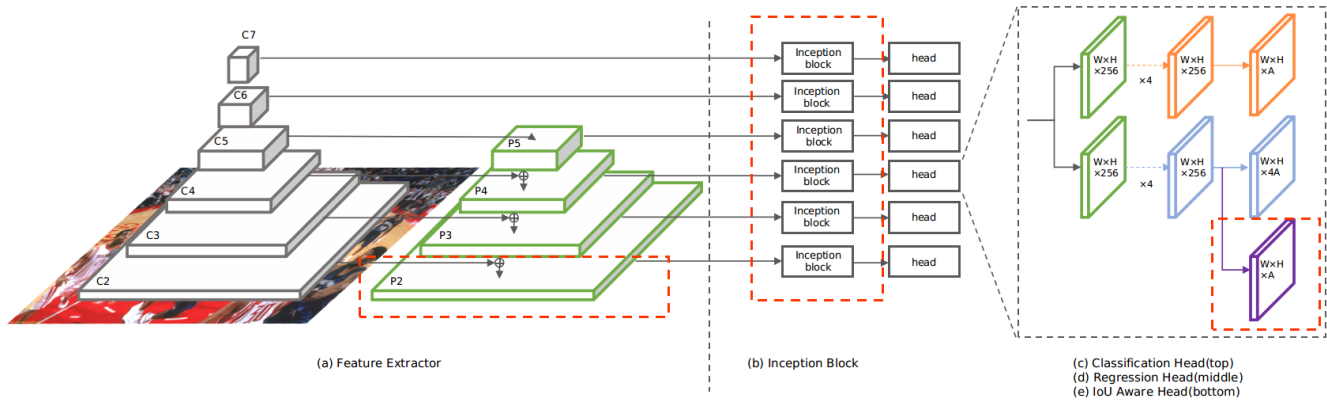 C7
C6
C5
C4
C3
C2
P5
P4
P3
P2
Inception
block
head
Inception
block
head
Inception
block
head
Inception
block
head
Inception
block
head
Inception
block
head
W×H
×256
×4
W×H
×256
W×H
×A
W×H
×256
×4
W×H
×256
W×H
×4A
W×H
×A
(a) Feature Extractor
(b) Inception Block
(c) Classification Head(top)
(d) Regression Head(middle)
(e) IoU Aware Head(bottom)